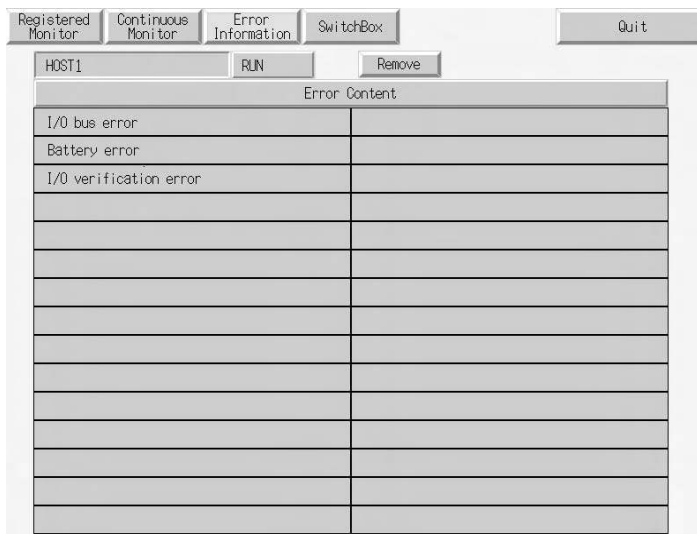 Registered Monitor
Continuous Monitor
Error Information
SwitchBox
Quit
HOST1
RUN
Remove
Error Content
I/O bus error
Battery error
I/O verification error